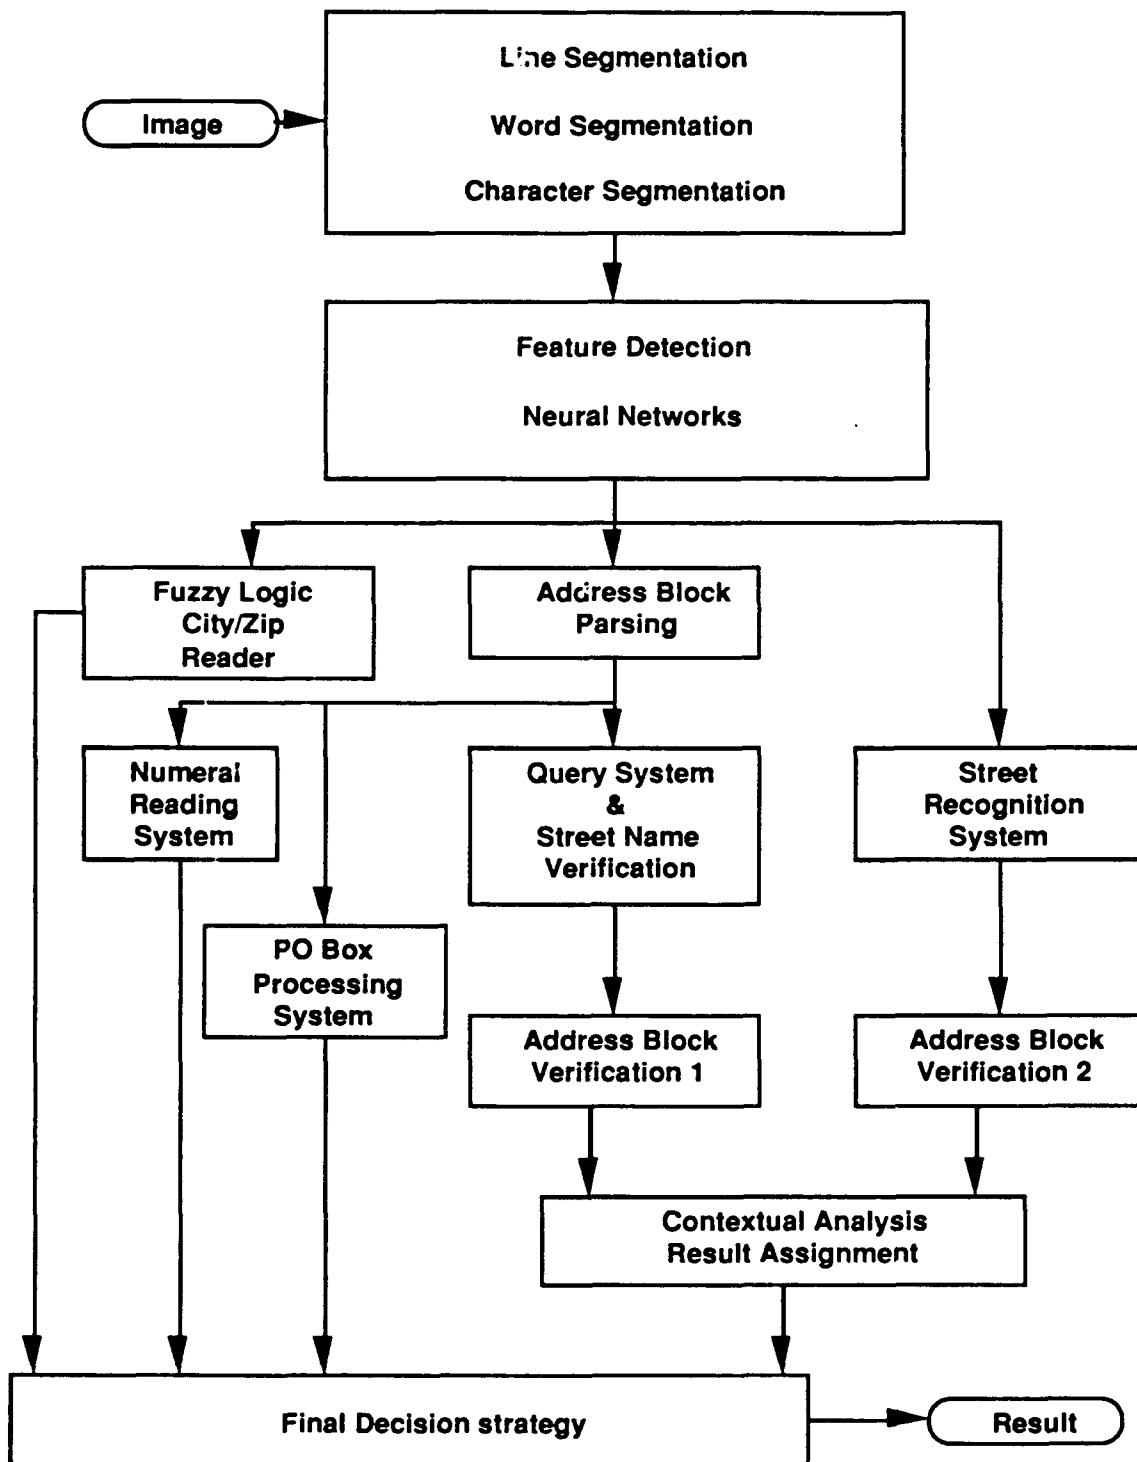 Line Segmentation
Image
Word Segmentation
Character Segmentation
Feature Detection
Neural Networks
Fuzzy Logic
City/Zip
Reader
Address Block
Parsing
Numeral
Reading
System
Query System
&
Street Name
Verification
Street
Recognition
System
PO Box
Processing
System
Address Block
Verification 1
Address Block
Verification 2
Contextual Analysis
Result Assignment
Final Decision strategy
Result